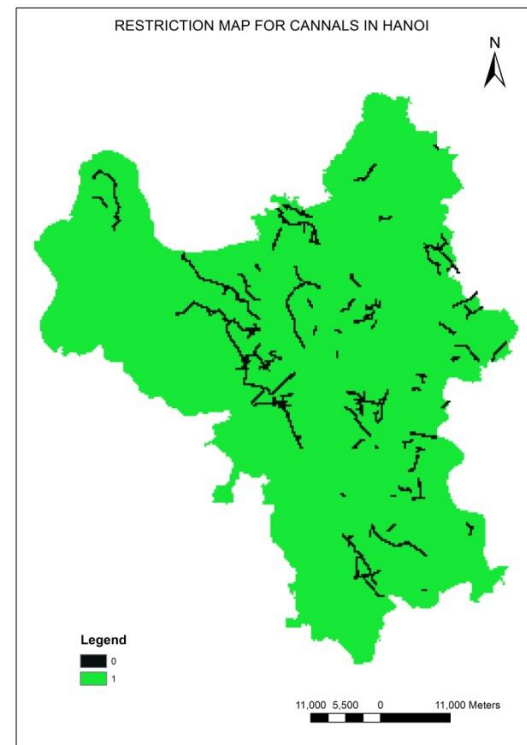 RESTRICTION MAP FOR CANNALS IN HANOI
N
Legend
0
1
11,000 5,500 0 11,000 Meters